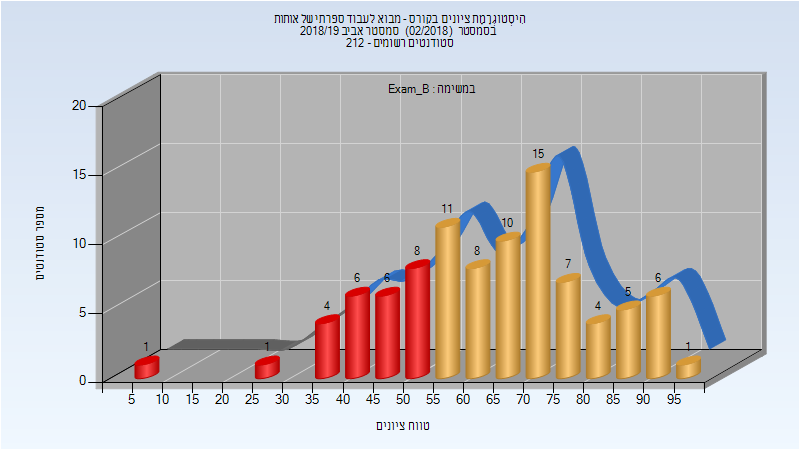 היסטוגרמת ציונים בקורס - מבוא לעבוד ספרתי של אותות
בסמסטר (02/2018) סמסטר אביב 2018/19
סטודנטים רשומים - 212
במשימה : Exam_B
מספר סטודנטים
20
15
10
5
0
1 1 4 6 6 8 11 8 10 15 7 4 5 6 1
5 10 15 20 25 30 35 40 45 50 55 60 65 70 75 80 85 90 95
טווח ציונים